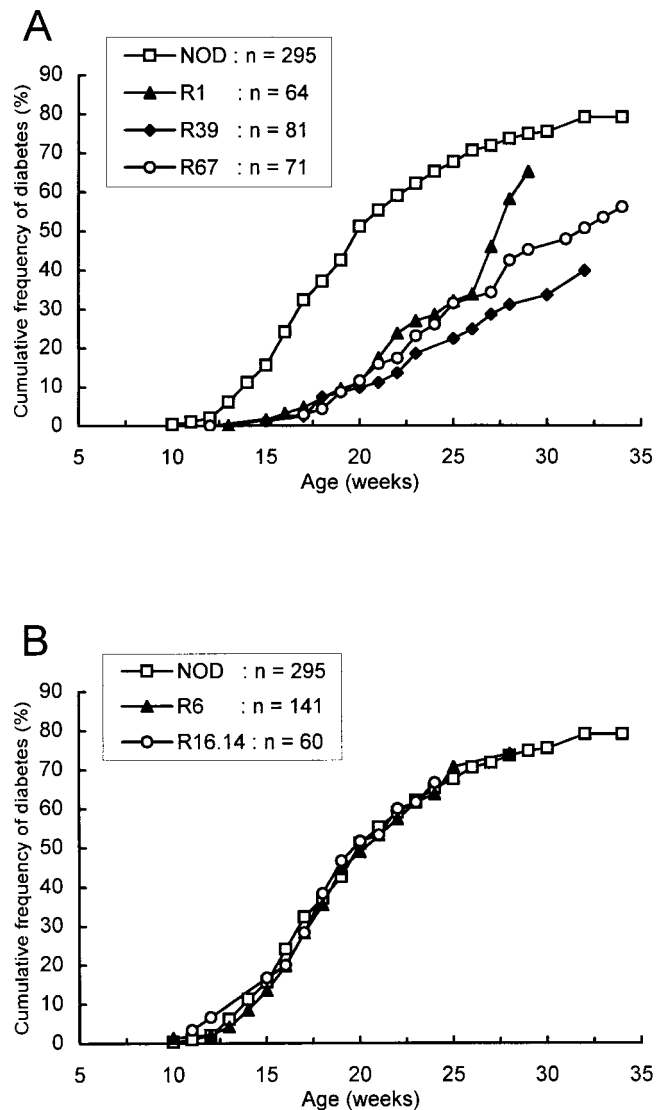 A
NOD : n = 295
R1 : n = 64
R39 : n = 81
R67 : n = 71
Cumulative frequency of diabetes (%)
90
80
70
60
50
40
30
20
10
0
5 10 15 20 25 30 35
Age (weeks)
B
NOD : n = 295
R6 : n = 141
R16.14 : n = 60
Cumulative frequency of diabetes (%)
90
80
70
60
50
40
30
20
10
0
5 10 15 20 25 30 35
Age (weeks)